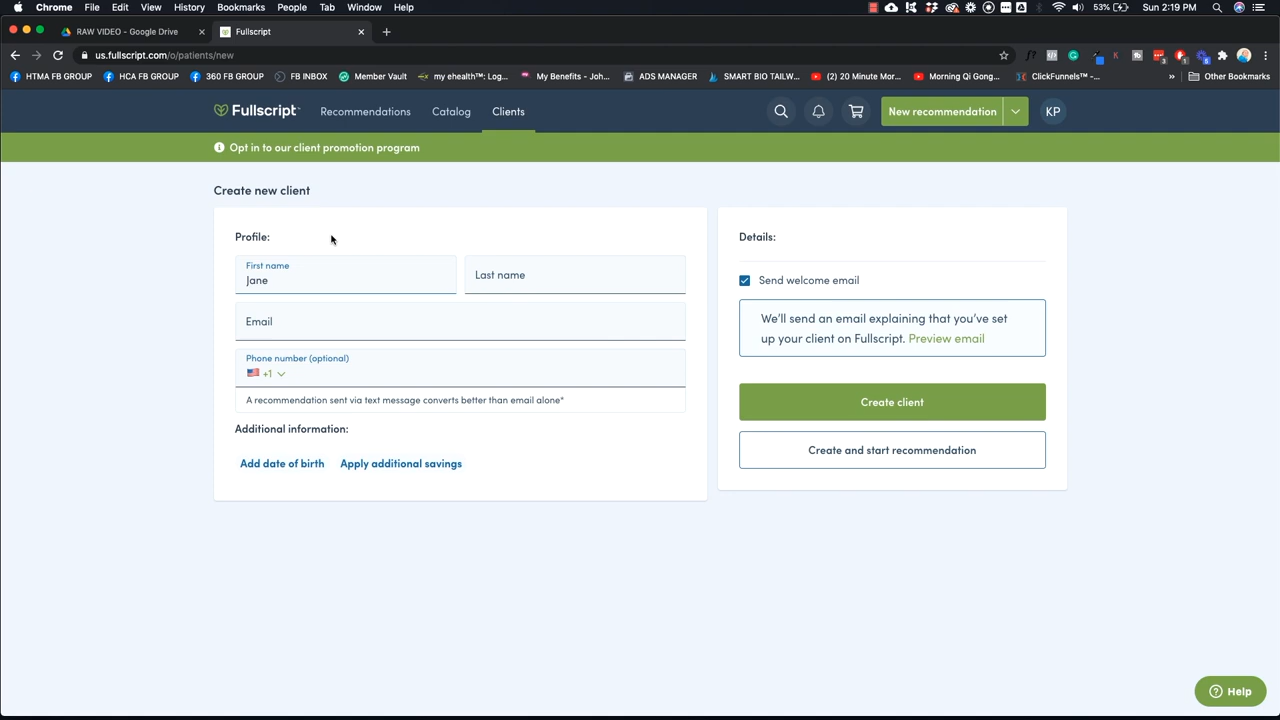 Chrome File Edit View History Bookmarks People Tab Window Help 53% Sun 2:19 PM
RAW VIDEO - Google Drive Fullscript
us.fullscript.com/o/patients/new
HTMA FB GROUP HCA FB GROUP 360 FB GROUP FB INBOX Member Vault my ehealth™: Log... My Benefits - Joh... ADS MANAGER SMART BIO TAILW... (2) 20 Minute Mor... Morning Qi Gong... ClickFunnels™ -... » Other Bookmarks
Fullscript Recommendations Catalog Clients New recommendation KP
Opt in to our client promotion program
Create new client
Profile: Details:
First name
Jane Last name Send welcome email
Email We'll send an email explaining that you've set
up your client on Fullscript. Preview email
Phone number (optional)
+1
A recommendation sent via text message converts better than email alone* Create client
Additional information:
Create and start recommendation
Add date of birth Apply additional savings
Help